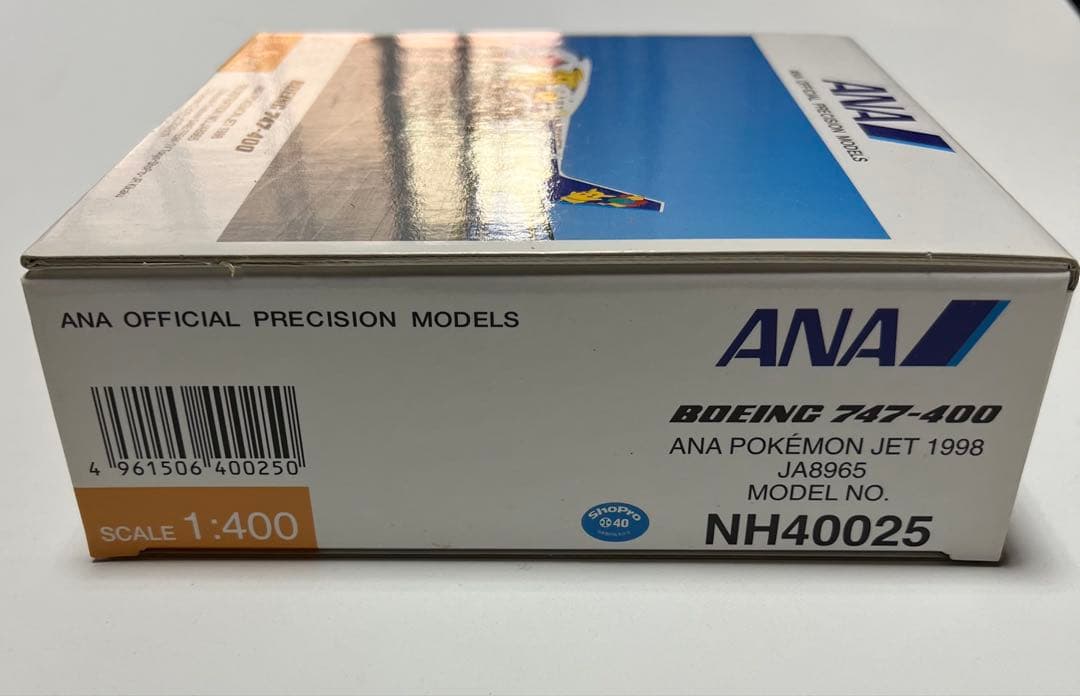 ANA
ANA OFFICIAL PRECISION MODELS
BOEING 747-400
ANA OFFICIAL PRECISION MODELS
ANA
BOEING 747-400
ANA POKÉMON JET 1998
JA8965
MODEL NO.
NH40025
4 961506 400250
SCALE 1:400
ShoPro
40